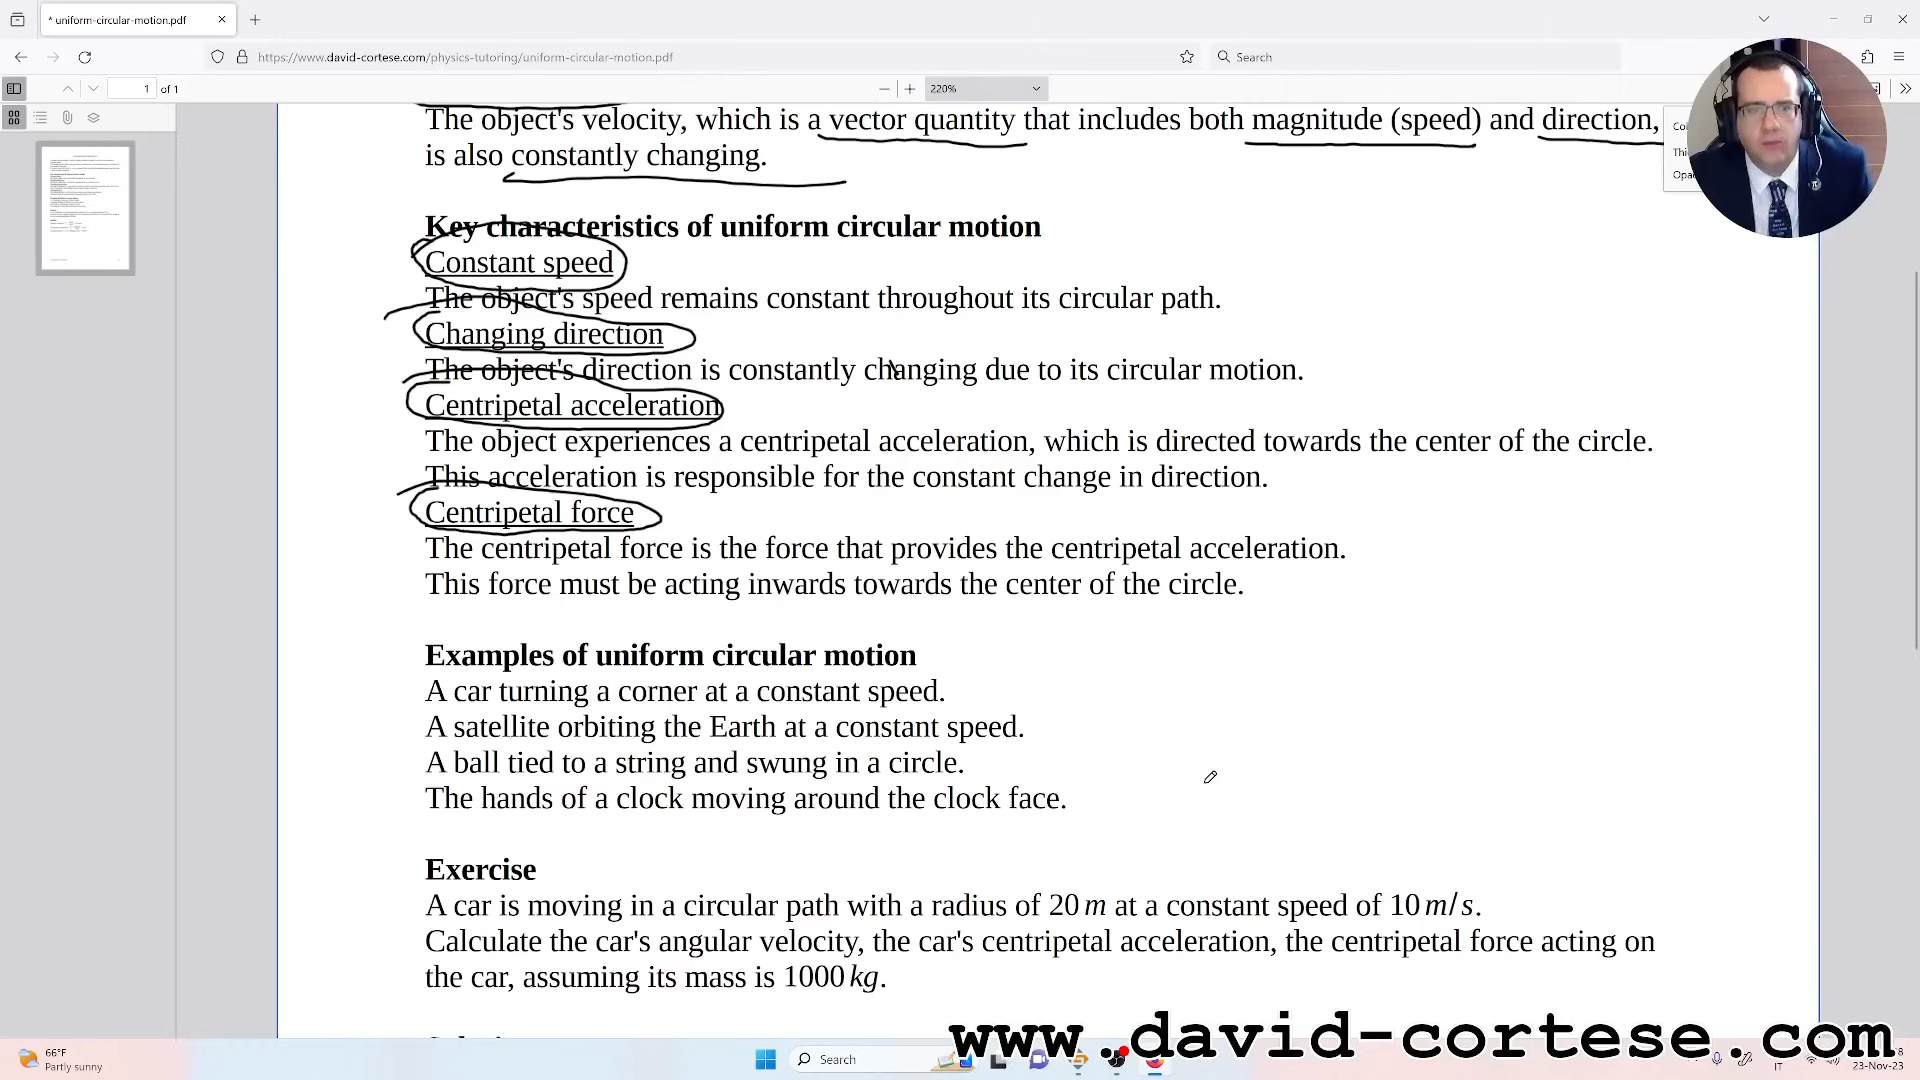 * uniform-circular-motion.pdf
https://www.david-cortese.com/physics-tutoring/uniform-circular-motion.pdf
Search
1 of 1
220%
The object's velocity, which is a vector quantity that includes both magnitude (speed) and direction,
is also constantly changing.
Key characteristics of uniform circular motion
Constant speed
The object's speed remains constant throughout its circular path.
Changing direction
The object's direction is constantly changing due to its circular motion.
Centripetal acceleration
The object experiences a centripetal acceleration, which is directed towards the center of the circle.
This acceleration is responsible for the constant change in direction.
Centripetal force
The centripetal force is the force that provides the centripetal acceleration.
This force must be acting inwards towards the center of the circle.
Examples of uniform circular motion
A car turning a corner at a constant speed.
A satellite orbiting the Earth at a constant speed.
A ball tied to a string and swung in a circle.
The hands of a clock moving around the clock face.
Exercise
A car is moving in a circular path with a radius of 20 m at a constant speed of 10 m/s.
Calculate the car's angular velocity, the car's centripetal acceleration, the centripetal force acting on
the car, assuming its mass is 1000 kg.
www.david-cortese.com
66°F
Partly sunny
Search
IT
23-Nov-23